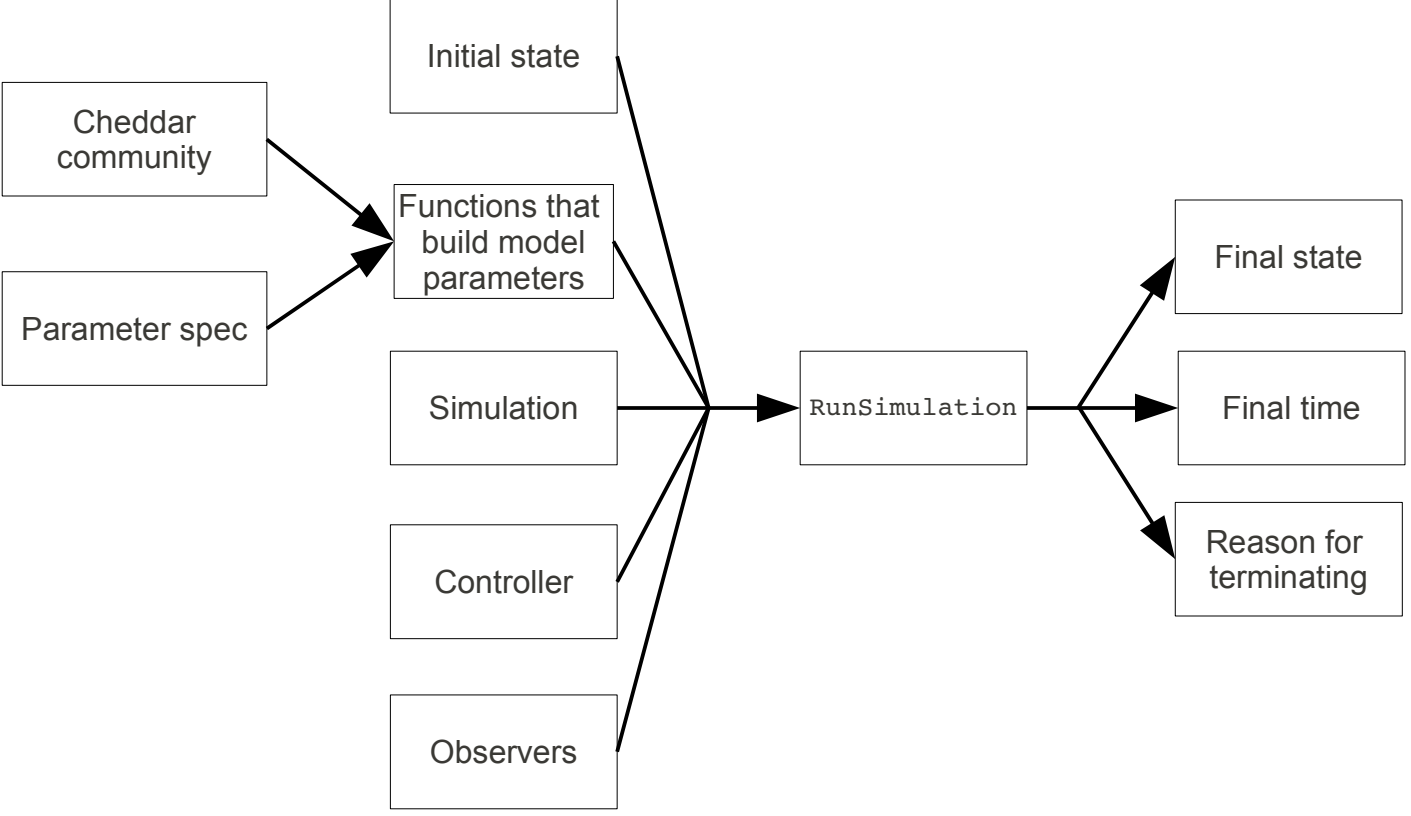 Initial state
Cheddar
community
Functions that
build model
parameters
Parameter spec
Simulation
Controller
Observers
RunSimulation
Final state
Final time
Reason for
terminating